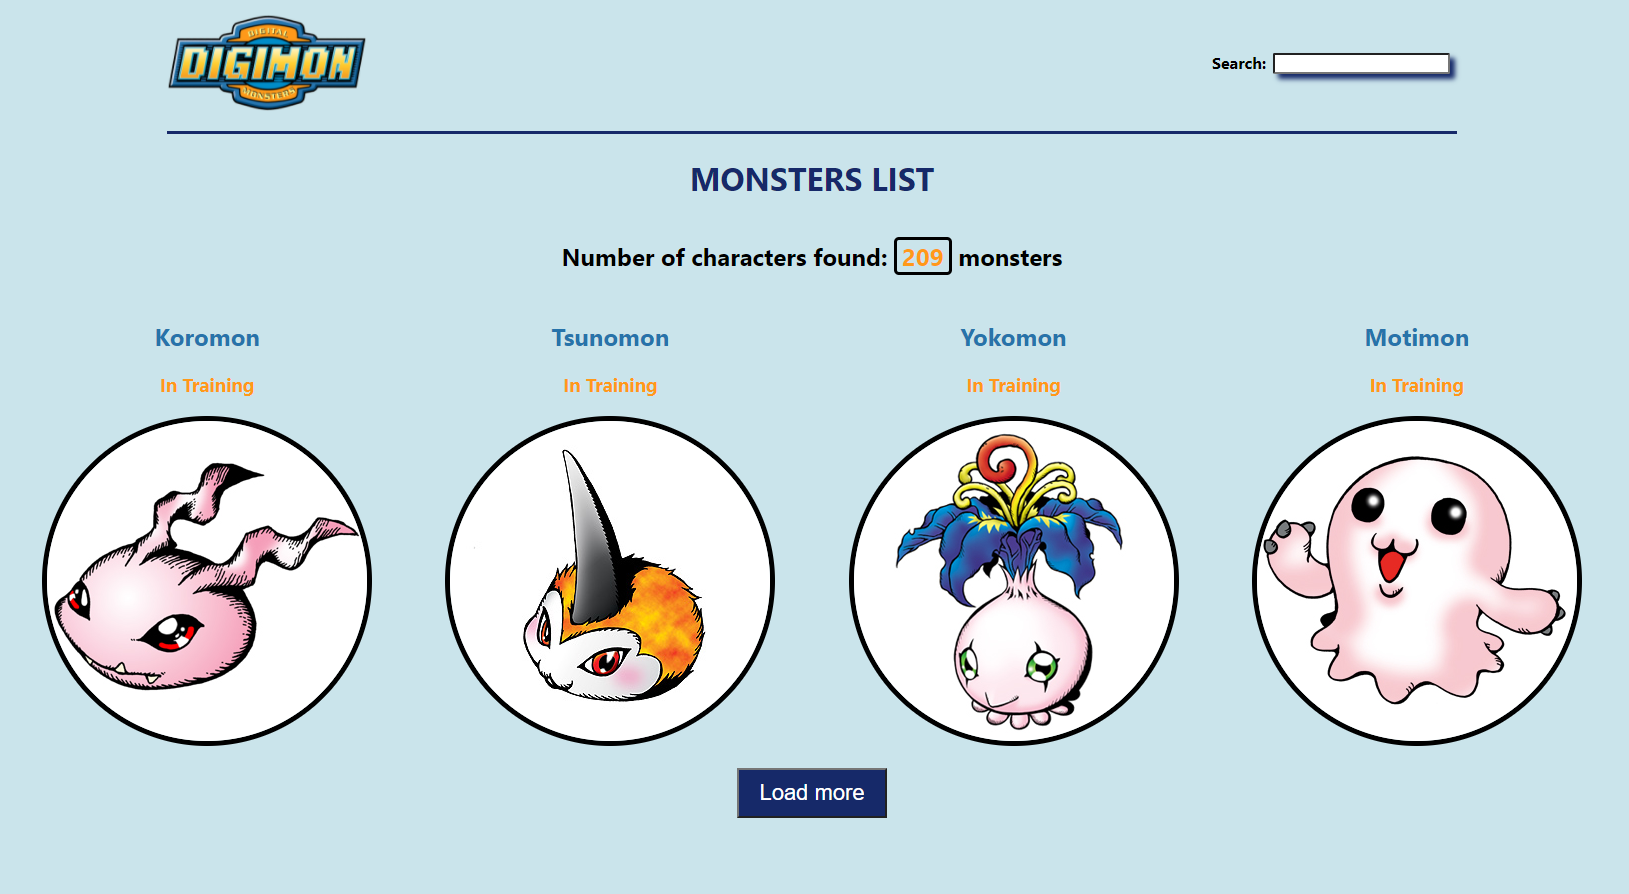 DIGITAL
DIGIMON
MONSTERS
Search:
MONSTERS LIST
Number of characters found: 209 monsters
Koromon
Tsunomon
Yokomon
Motimon
In Training
In Training
In Training
In Training
Load more